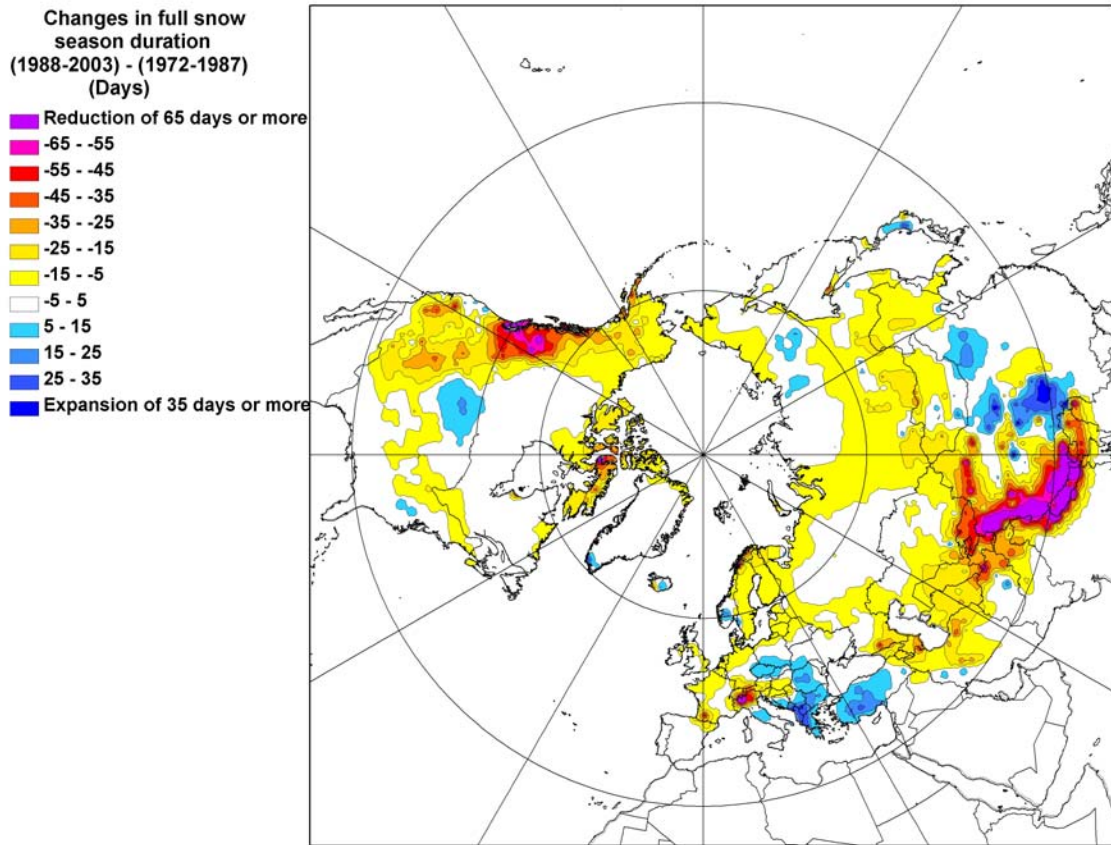 Changes in full snow
season duration
(1988-2003) - (1972-1987)
(Days)
Reduction of 65 days or more
-65 - -55
-55 - -45
-45 - -35
-35 - -25
-25 - -15
-15 - -5
-5 - 5
5 - 15
15 - 25
25 - 35
Expansion of 35 days or more